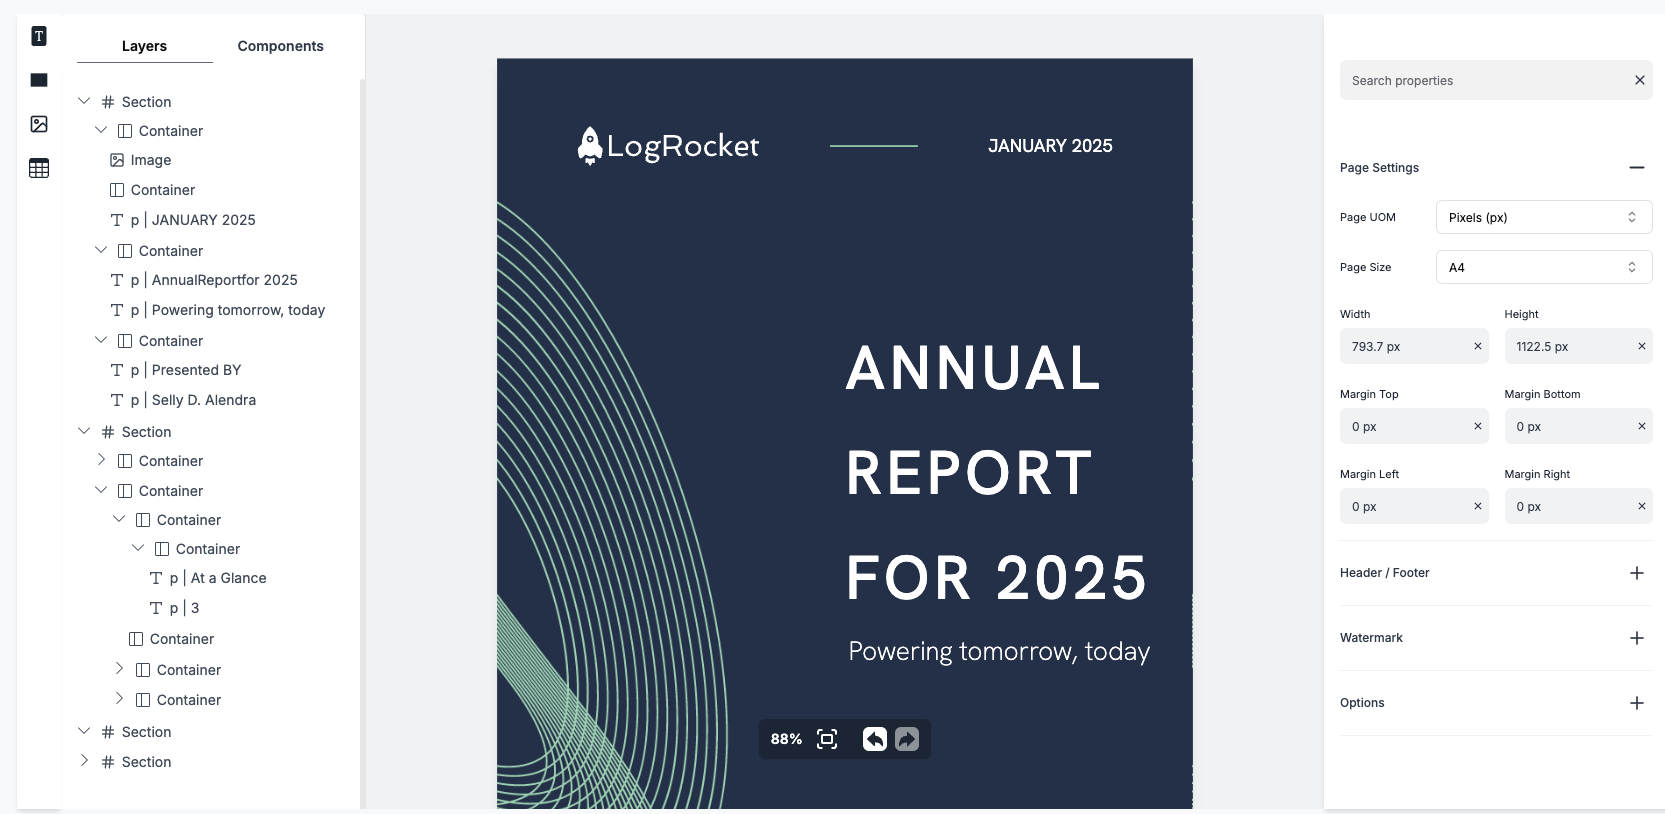 T
Layers Components
Section
Container
Image
Container
p | JANUARY 2025
Container
p | AnnualReportfor 2025
p | Powering tomorrow, today
Container
p | Presented BY
p | Selly D. Alendra
Section
Container
Container
Container
Container
p | At a Glance
p | 3
Container
Container
Container
Section
Section
LogRocket
JANUARY 2025
ANNUAL
REPORT
FOR 2025
Powering tomorrow, today
88%
Search properties
Page Settings
Page UOM Pixels (px)
Page Size A4
Width Height
793.7 px 1122.5 px
Margin Top Margin Bottom
0 px 0 px
Margin Left Margin Right
0 px 0 px
Header / Footer
Watermark
Options